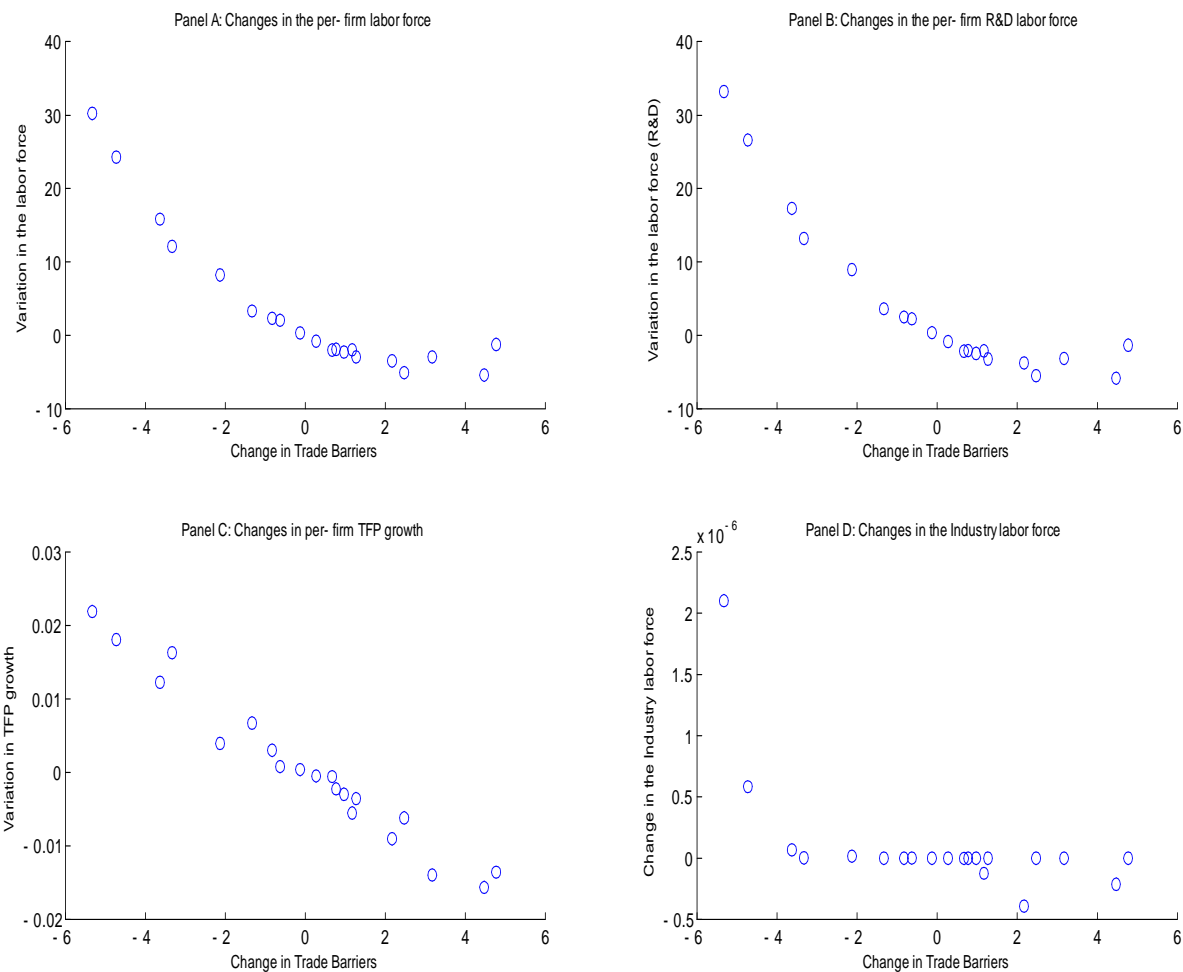 Panel A: Changes in the per- firm labor force
40
30
20
10
0
- 10
- 6 - 4 - 2 0 2 4 6
Variation in the labor force
Change in Trade Barriers
Panel B: Changes in the per- firm R&D labor force
40
30
20
10
0
- 10
- 6 - 4 - 2 0 2 4 6
Variation in the labor force (R&D)
Change in Trade Barriers
Panel C: Changes in per- firm TFP growth
0.03
0.02
0.01
0
- 0.01
- 0.02
- 6 - 4 - 2 0 2 4 6
Variation in TFP growth
Change in Trade Barriers
Panel D: Changes in the Industry labor force
x 10^-6
2.5
2
1.5
1
0.5
0
- 0.5
- 6 - 4 - 2 0 2 4 6
Change in the Industry labor force
Change in Trade Barriers